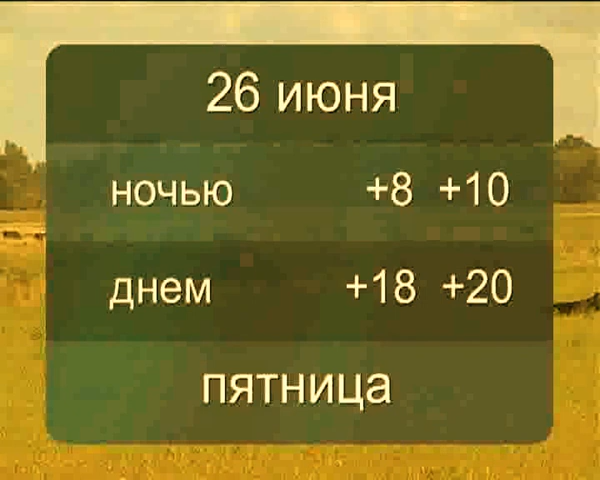 26 июня
ночью +8 +10
днем +18 +20
пятница